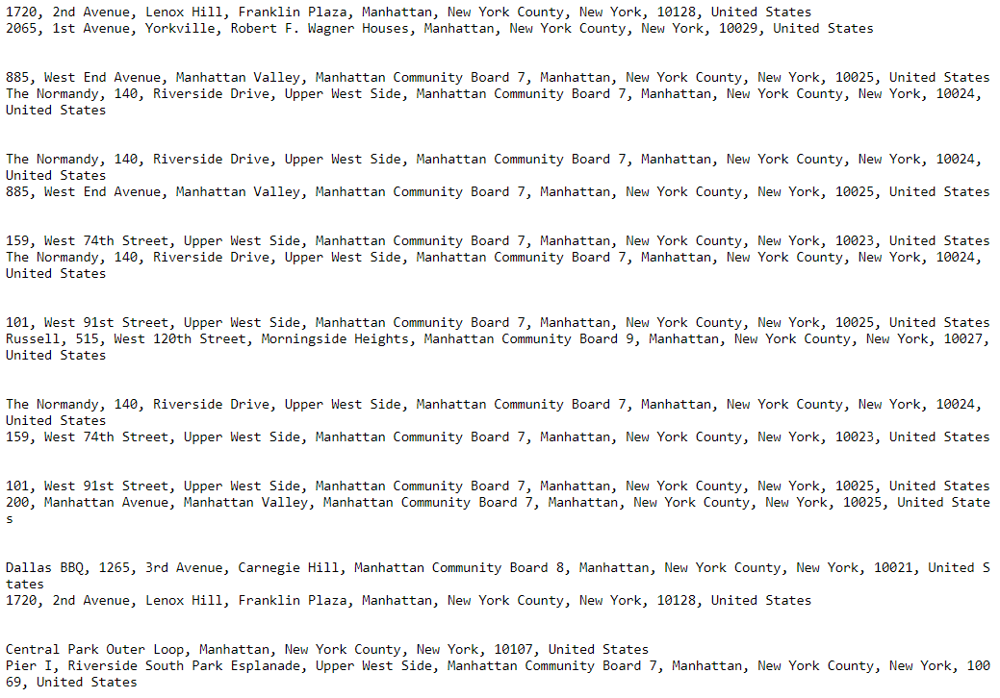 1720, 2nd Avenue, Lenox Hill, Franklin Plaza, Manhattan, New York County, New York, 10128, United States
2065, 1st Avenue, Yorkville, Robert F. Wagner Houses, Manhattan, New York County, New York, 10029, United States
885, West End Avenue, Manhattan Valley, Manhattan Community Board 7, Manhattan, New York County, New York, 10025, United States
The Normandy, 140, Riverside Drive, Upper West Side, Manhattan Community Board 7, Manhattan, New York County, New York, 10024,
United States
The Normandy, 140, Riverside Drive, Upper West Side, Manhattan Community Board 7, Manhattan, New York County, New York, 10024,
United States
885, West End Avenue, Manhattan Valley, Manhattan Community Board 7, Manhattan, New York County, New York, 10025, United States
159, West 74th Street, Upper West Side, Manhattan Community Board 7, Manhattan, New York County, New York, 10023, United States
The Normandy, 140, Riverside Drive, Upper West Side, Manhattan Community Board 7, Manhattan, New York County, New York, 10024,
United States
101, West 91st Street, Upper West Side, Manhattan Community Board 7, Manhattan, New York County, New York, 10025, United States
Russell, 515, West 120th Street, Morningside Heights, Manhattan Community Board 9, Manhattan, New York County, New York, 10027,
United States
The Normandy, 140, Riverside Drive, Upper West Side, Manhattan Community Board 7, Manhattan, New York County, New York, 10024,
United States
159, West 74th Street, Upper West Side, Manhattan Community Board 7, Manhattan, New York County, New York, 10023, United States
101, West 91st Street, Upper West Side, Manhattan Community Board 7, Manhattan, New York County, New York, 10025, United States
200, Manhattan Avenue, Manhattan Valley, Manhattan Community Board 7, Manhattan, New York County, New York, 10025, United State
s
Dallas BBQ, 1265, 3rd Avenue, Carnegie Hill, Manhattan Community Board 8, Manhattan, New York County, New York, 10021, United S
tates
1720, 2nd Avenue, Lenox Hill, Franklin Plaza, Manhattan, New York County, New York, 10128, United States
Central Park Outer Loop, Manhattan, New York County, New York, 10107, United States
Pier I, Riverside South Park Esplanade, Upper West Side, Manhattan Community Board 7, Manhattan, New York County, New York, 100
69, United States